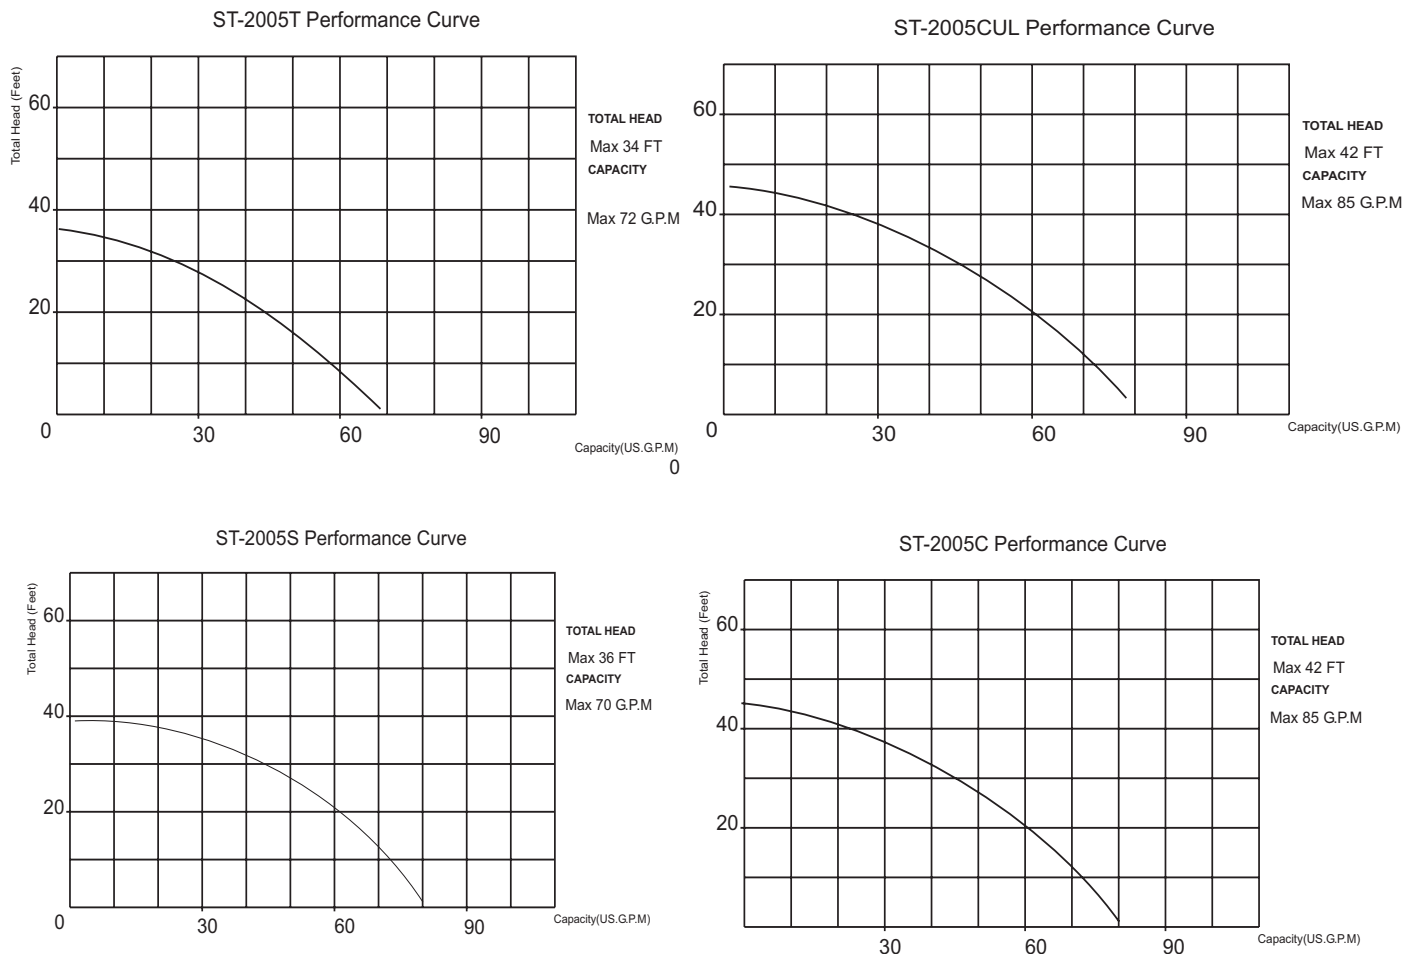 ST-2005T Performance Curve
Total Head (Feet)
60
40
20
0
30
60
90
Capacity(US.G.P.M)
0
TOTAL HEAD
Max 34 FT
CAPACITY
Max 72 G.P.M
ST-2005CUL Performance Curve
60
40
20
0
30
60
90
Capacity(US.G.P.M)
TOTAL HEAD
Max 42 FT
CAPACITY
Max 85 G.P.M
ST-2005S Performance Curve
Total Head (Feet)
60
40
20
0
30
60
90
Capacity(US.G.P.M)
TOTAL HEAD
Max 36 FT
CAPACITY
Max 70 G.P.M
ST-2005C Performance Curve
Total Head (Feet)
60
40
20
30
60
90
Capacity(US.G.P.M)
TOTAL HEAD
Max 42 FT
CAPACITY
Max 85 G.P.M